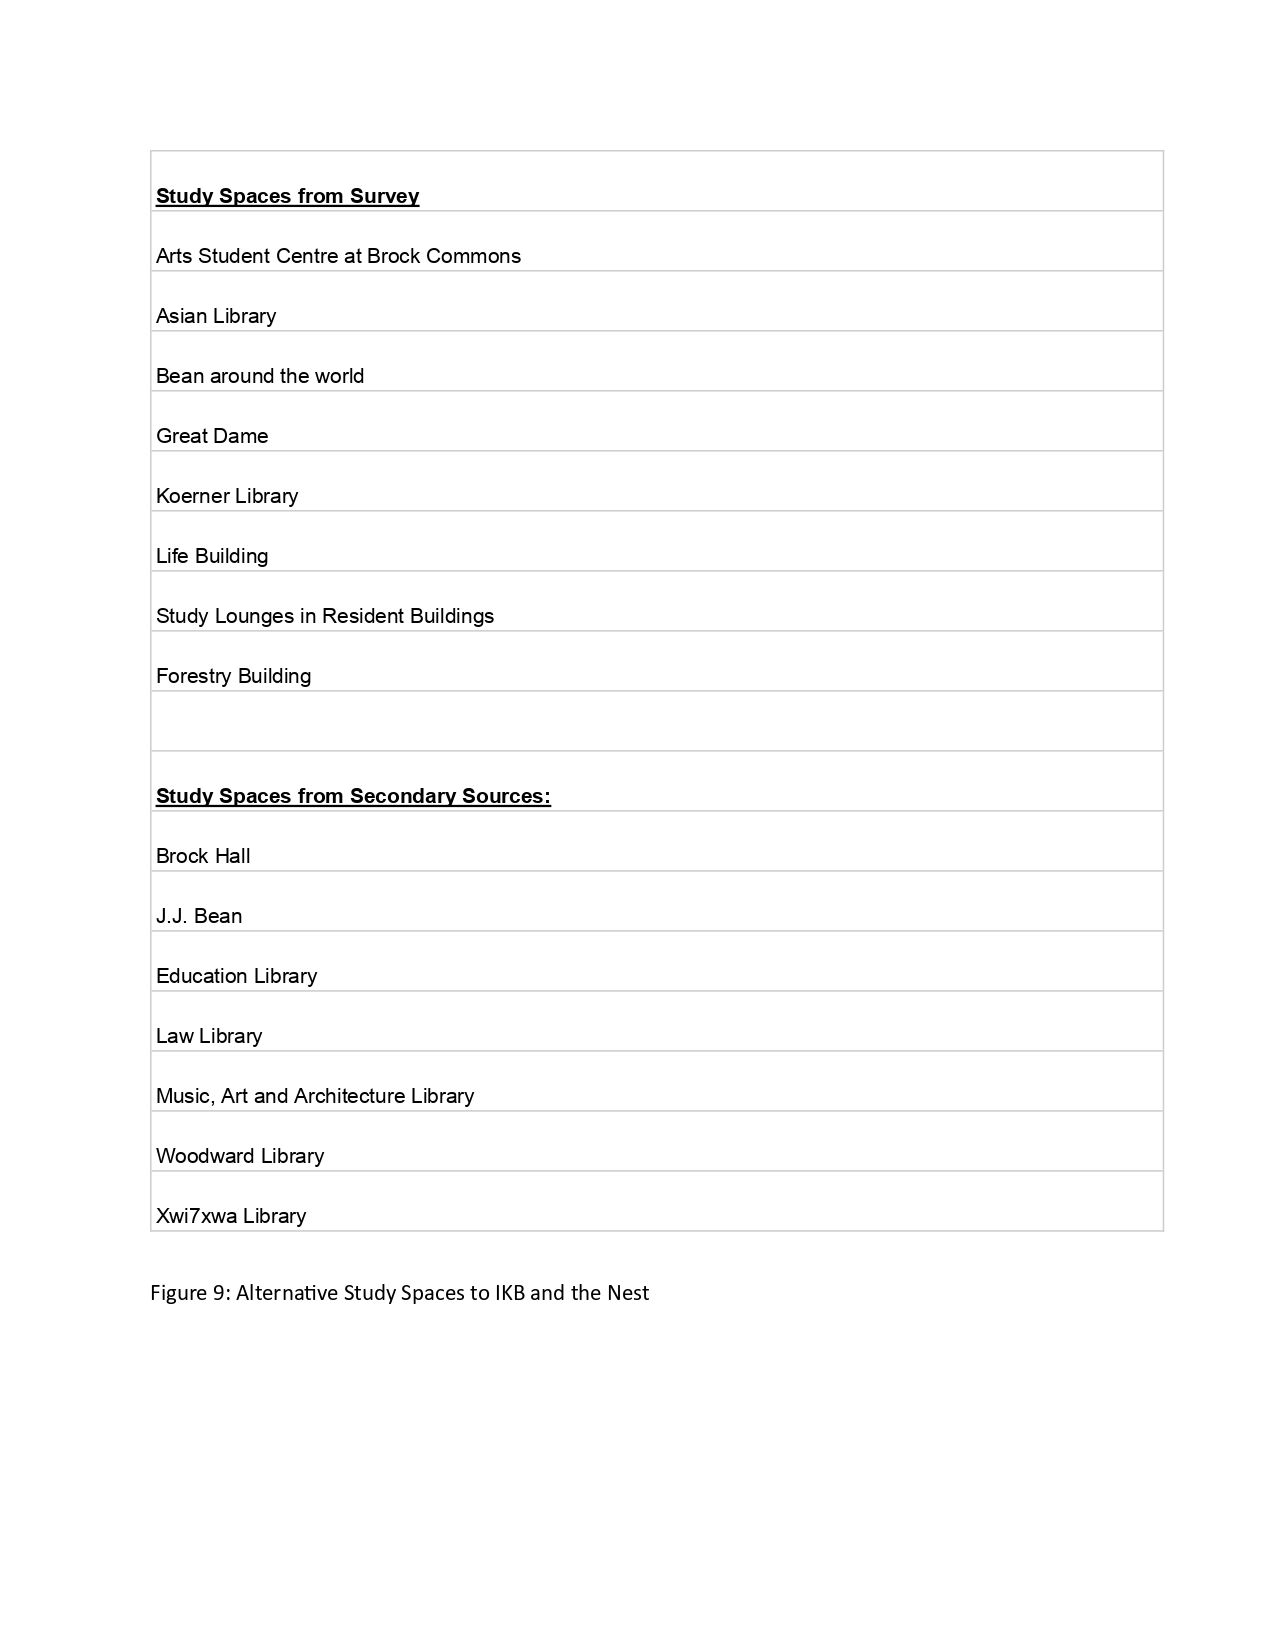 Study Spaces from Survey
Arts Student Centre at Brock Commons
Asian Library
Bean around the world
Great Dame
Koerner Library
Life Building
Study Lounges in Resident Buildings
Forestry Building
Study Spaces from Secondary Sources:
Brock Hall
J.J. Bean
Education Library
Law Library
Music, Art and Architecture Library
Woodward Library
Xwi7xwa Library
Figure 9: Alternative Study Spaces to IKB and the Nest